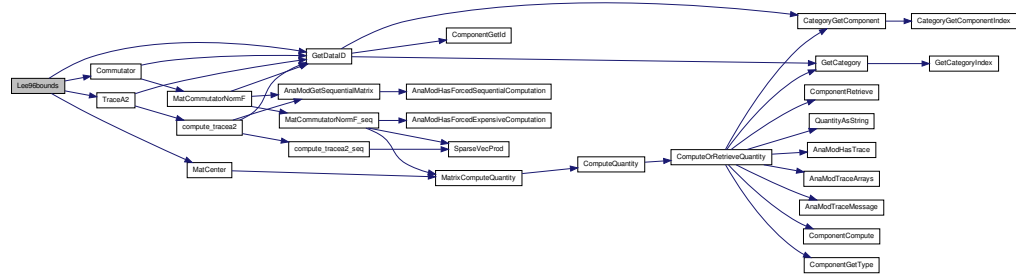 Lee96bounds
Commutator
TraceA2
MatCommutatorNormF
compute_tracea2
MatCenter
GetDataID
AnaModGetSequentialMatrix
MatCommutatorNormF_seq
compute_tracea2_seq
ComponentGetId
AnaModHasForcedSequentialComputation
AnaModHasForcedExpensiveComputation
SparseVecProd
MatrixComputeQuantity
ComputeQuantity
ComputeOrRetrieveQuantity
CategoryGetComponent
GetCategory
ComponentRetrieve
QuantityAsString
AnaModHasTrace
AnaModTraceArrays
AnaModTraceMessage
ComponentCompute
ComponentGetType
CategoryGetComponentIndex
GetCategoryIndex